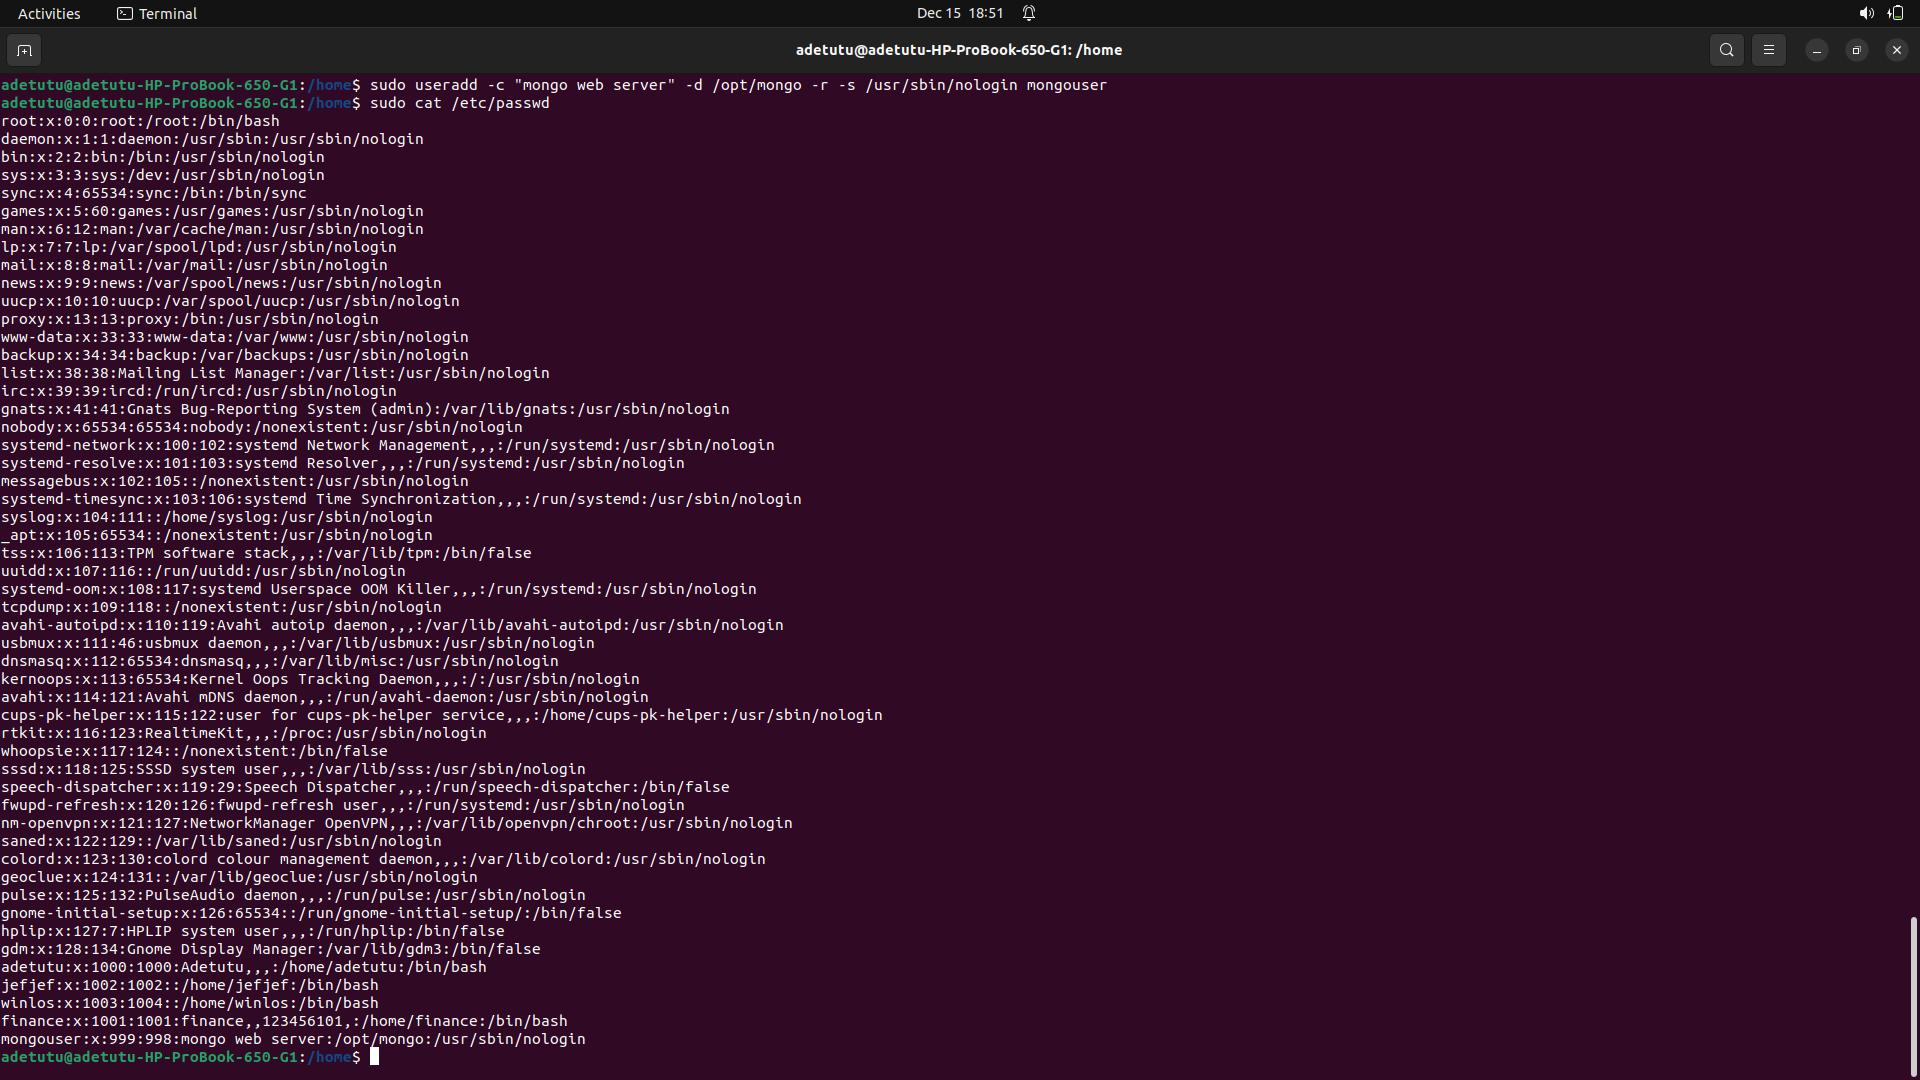 Activities Terminal Dec 15 18:51
adetutu@adetutu-HP-ProBook-650-G1: /home
adetutu@adetutu-HP-ProBook-650-G1:/home$ sudo useradd -c "mongo web server" -d /opt/mongo -r -s /usr/sbin/nologin mongouser
adetutu@adetutu-HP-ProBook-650-G1:/home$ sudo cat /etc/passwd
root:x:0:0:root:/root:/bin/bash
daemon:x:1:1:daemon:/usr/sbin:/usr/sbin/nologin
bin:x:2:2:bin:/bin:/usr/sbin/nologin
sys:x:3:3:sys:/dev:/usr/sbin/nologin
sync:x:4:65534:sync:/bin:/bin/sync
games:x:5:60:games:/usr/games:/usr/sbin/nologin
man:x:6:12:man:/var/cache/man:/usr/sbin/nologin
lp:x:7:7:lp:/var/spool/lpd:/usr/sbin/nologin
mail:x:8:8:mail:/var/mail:/usr/sbin/nologin
news:x:9:9:news:/var/spool/news:/usr/sbin/nologin
uucp:x:10:10:uucp:/var/spool/uucp:/usr/sbin/nologin
proxy:x:13:13:proxy:/bin:/usr/sbin/nologin
www-data:x:33:33:www-data:/var/www:/usr/sbin/nologin
backup:x:34:34:backup:/var/backups:/usr/sbin/nologin
list:x:38:38:Mailing List Manager:/var/list:/usr/sbin/nologin
irc:x:39:39:ircd:/run/ircd:/usr/sbin/nologin
gnats:x:41:41:Gnats Bug-Reporting System (admin):/var/lib/gnats:/usr/sbin/nologin
nobody:x:65534:65534:nobody:/nonexistent:/usr/sbin/nologin
systemd-network:x:100:102:systemd Network Management,,,:/run/systemd:/usr/sbin/nologin
systemd-resolve:x:101:103:systemd Resolver,,,:/run/systemd:/usr/sbin/nologin
messagebus:x:102:105::/nonexistent:/usr/sbin/nologin
systemd-timesync:x:103:106:systemd Time Synchronization,,,:/run/systemd:/usr/sbin/nologin
syslog:x:104:111::/home/syslog:/usr/sbin/nologin
_apt:x:105:65534::/nonexistent:/usr/sbin/nologin
tss:x:106:113:TPM software stack,,,:/var/lib/tpm:/bin/false
uuidd:x:107:116::/run/uuidd:/usr/sbin/nologin
systemd-oom:x:108:117:systemd Userspace OOM Killer,,,:/run/systemd:/usr/sbin/nologin
tcpdump:x:109:118::/nonexistent:/usr/sbin/nologin
avahi-autoipd:x:110:119:Avahi autoip daemon,,,:/var/lib/avahi-autoipd:/usr/sbin/nologin
usbmux:x:111:46:usbmux daemon,,,:/var/lib/usbmux:/usr/sbin/nologin
dnsmasq:x:112:65534:dnsmasq,,,:/var/lib/misc:/usr/sbin/nologin
kernoops:x:113:65534:Kernel Oops Tracking Daemon,,,:/:/usr/sbin/nologin
avahi:x:114:121:Avahi mDNS daemon,,,:/run/avahi-daemon:/usr/sbin/nologin
cups-pk-helper:x:115:122:user for cups-pk-helper service,,,:/home/cups-pk-helper:/usr/sbin/nologin
rtkit:x:116:123:RealtimeKit,,,:/proc:/usr/sbin/nologin
whoopsie:x:117:124::/nonexistent:/bin/false
sssd:x:118:125:SSSD system user,,,:/var/lib/sss:/usr/sbin/nologin
speech-dispatcher:x:119:29:Speech Dispatcher,,,:/run/speech-dispatcher:/bin/false
fwupd-refresh:x:120:126:fwupd-refresh user,,,:/run/systemd:/usr/sbin/nologin
nm-openvpn:x:121:127:NetworkManager OpenVPN,,,:/var/lib/openvpn/chroot:/usr/sbin/nologin
saned:x:122:129::/var/lib/saned:/usr/sbin/nologin
colord:x:123:130:colord colour management daemon,,,:/var/lib/colord:/usr/sbin/nologin
geoclue:x:124:131::/var/lib/geoclue:/usr/sbin/nologin
pulse:x:125:132:PulseAudio daemon,,,:/run/pulse:/usr/sbin/nologin
gnome-initial-setup:x:126:65534::/run/gnome-initial-setup/:/bin/false
hplip:x:127:7:HPLIP system user,,,:/run/hplip:/bin/false
gdm:x:128:134:Gnome Display Manager:/var/lib/gdm3:/bin/false
adetutu:x:1000:1000:Adetutu,,,:/home/adetutu:/bin/bash
jefjef:x:1002:1002::/home/jefjef:/bin/bash
winlos:x:1003:1004::/home/winlos:/bin/bash
finance:x:1001:1001:finance,,123456101,:/home/finance:/bin/bash
mongouser:x:999:998:mongo web server:/opt/mongo:/usr/sbin/nologin
adetutu@adetutu-HP-ProBook-650-G1:/home$